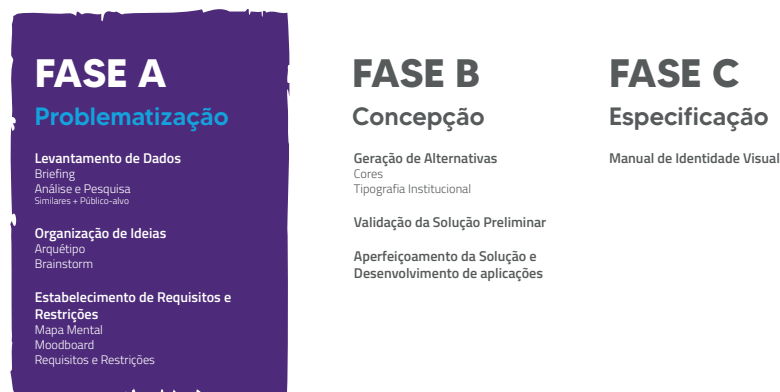 FASE A
Problematização
Levantamento de Dados
Briefing
Análise e Pesquisa
Similares + Público-alvo
Organização de Ideias
Arquétipo
Brainstorm
Estabelecimento de Requisitos e
Restrições
Mapa Mental
Moodboard
Requisitos e Restrições
FASE B
Concepção
Geração de Alternativas
Cores
Tipografia Institucional
Validação da Solução Preliminar
Aperfeiçoamento da Solução e
Desenvolvimento de aplicações
FASE C
Especificação
Manual de Identidade Visual